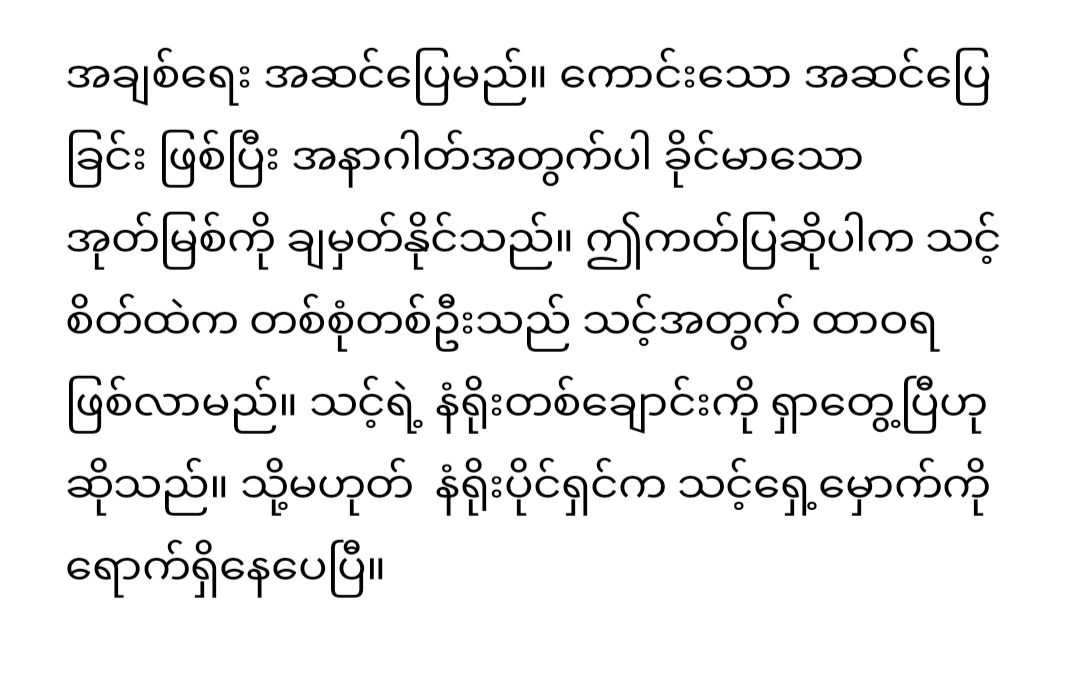 အချစ်ရေး အဆင်ပြေမည်။ ကောင်းသော အဆင်ပြေ
ခြင်း ဖြစ်ပြီး အနာဂါတ်အတွက်ပါ ခိုင်မာသော
အုတ်မြစ်ကို ချမှတ်နိုင်သည်။ ဤကတ်ပြဆိုပါက သင့်
စိတ်ထဲက တစ်စုံတစ်ဦးသည် သင့်အတွက် ထာဝရ
ဖြစ်လာမည်။ သင့်ရဲ့ နံရိုးတစ်ချောင်းကို ရှာတွေ့ပြီဟု
ဆိုသည်။ သို့မဟုတ်  နံရိုးပိုင်ရှင်က သင့်ရှေ့မှောက်ကို
ရောက်ရှိနေပေပြီ။